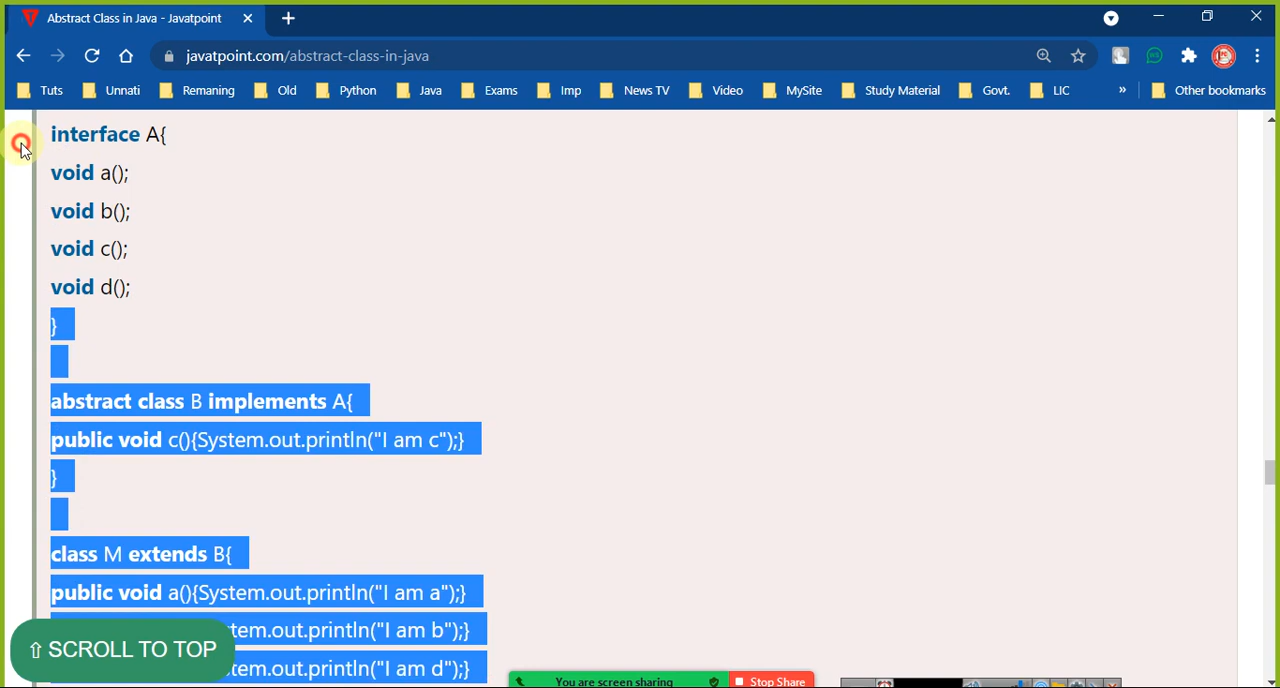 Abstract Class in Java - Javatpoint
javatpoint.com/abstract-class-in-java
Tuts Unnati Remaning Old Python Java Exams Imp News TV Video MySite Study Material Govt. LIC » Other bookmarks
interface A{
void a();
void b();
void c();
void d();
}
abstract class B implements A{
public void c(){System.out.println("I am c");}
}
class M extends B{
public void a(){System.out.println("I am a");}
tem.out.println("I am b");}
tem.out.println("I am d");}
⇧ SCROLL TO TOP
You are screen sharing Stop Share